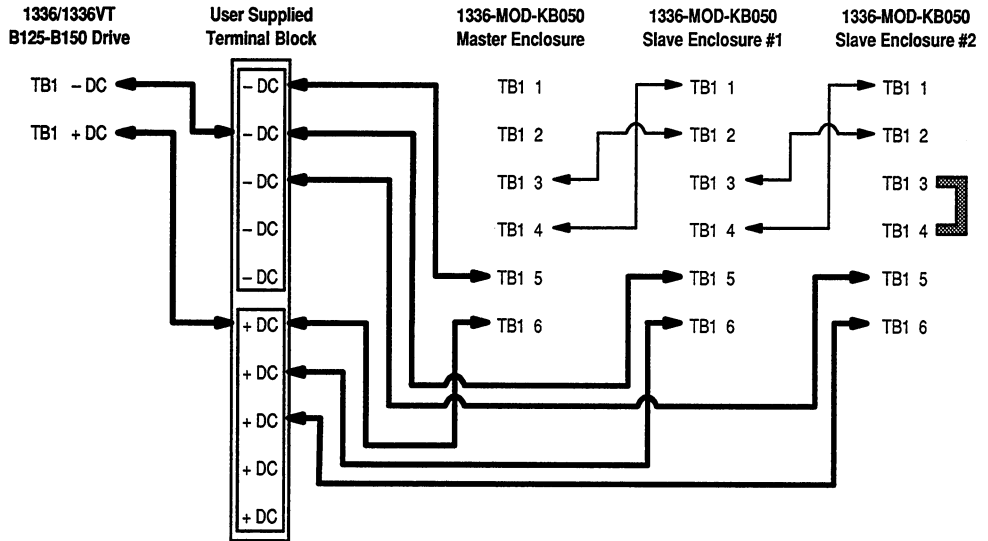 1336/1336VT
B125-B150 Drive
User Supplied
Terminal Block
1336-MOD-KB050
Master Enclosure
1336-MOD-KB050
Slave Enclosure #1
1336-MOD-KB050
Slave Enclosure #2
TB1 – DC
– DC
TB1 1
TB1 1
TB1 1
TB1 + DC
– DC
TB1 2
TB1 2
TB1 2
– DC
TB1 3
TB1 3
TB1 3
– DC
TB1 4
TB1 4
TB1 4
– DC
TB1 5
TB1 5
TB1 5
+ DC
TB1 6
TB1 6
TB1 6
+ DC
+ DC
+ DC
+ DC